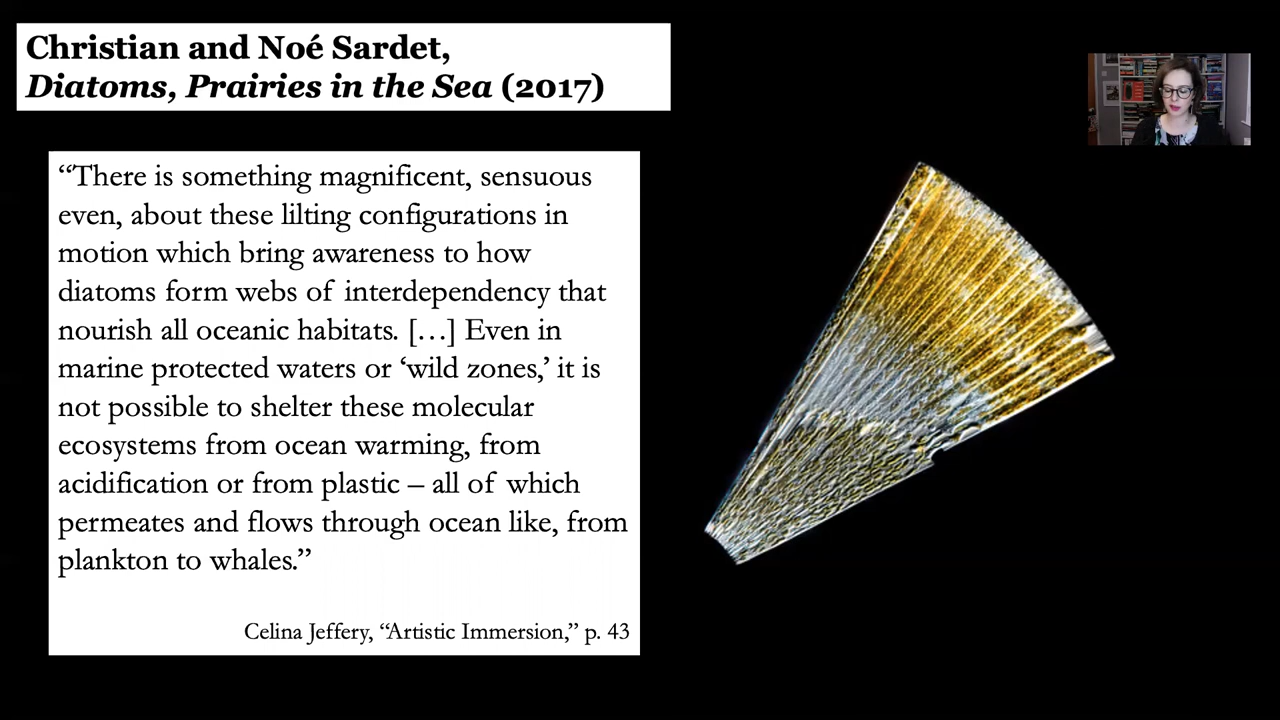 Christian and Noé Sardet,
Diatoms, Prairies in the Sea (2017)
“There is something magnificent, sensuous
even, about these lilting configurations in
motion which bring awareness to how
diatoms form webs of interdependency that
nourish all oceanic habitats. […] Even in
marine protected waters or ‘wild zones,’ it is
not possible to shelter these molecular
ecosystems from ocean warming, from
acidification or from plastic – all of which
permeates and flows through ocean like, from
plankton to whales.”
Celina Jeffery, “Artistic Immersion,” p. 43